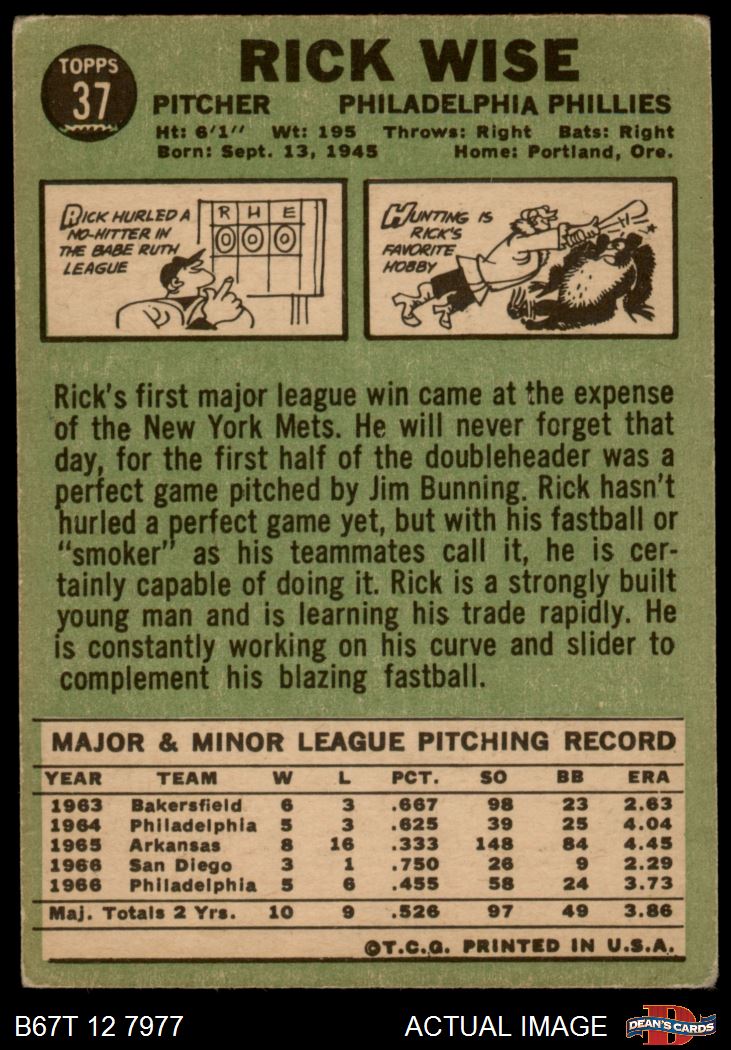 TOPPS
37
RICK WISE
PITCHER PHILADELPHIA PHILLIES
Ht: 6'1" Wt: 195 Throws: Right Bats: Right
Born: Sept. 13, 1945 Home: Portland, Ore.
RICK HURLED A
NO-HITTER IN
THE BABE RUTH
LEAGUE
R H E
0 0 0
HUNTING IS
RICK'S
FAVORITE
HOBBY
Rick's first major league win came at the expense
of the New York Mets. He will never forget that
day, for the first half of the doubleheader was a
perfect game pitched by Jim Bunning. Rick hasn't
hurled a perfect game yet, but with his fastball or
"smoker" as his teammates call it, he is cer-
tainly capable of doing it. Rick is a strongly built
young man and is learning his trade rapidly. He
is constantly working on his curve and slider to
complement his blazing fastball.
MAJOR & MINOR LEAGUE PITCHING RECORD
YEAR TEAM W L PCT. SO BB ERA
1963 Bakersfield 6 3 .667 98 23 2.63
1964 Philadelphia 5 3 .625 39 25 4.04
1965 Arkansas 8 16 .333 148 84 4.45
1966 San Diego 3 1 .750 26 9 2.29
1966 Philadelphia 5 6 .455 58 24 3.73
Maj. Totals 2 Yrs. 10 9 .526 97 49 3.86
©T.C.G. PRINTED IN U.S.A.
B67T 12 7977 ACTUAL IMAGE
DEAN'S CARDS